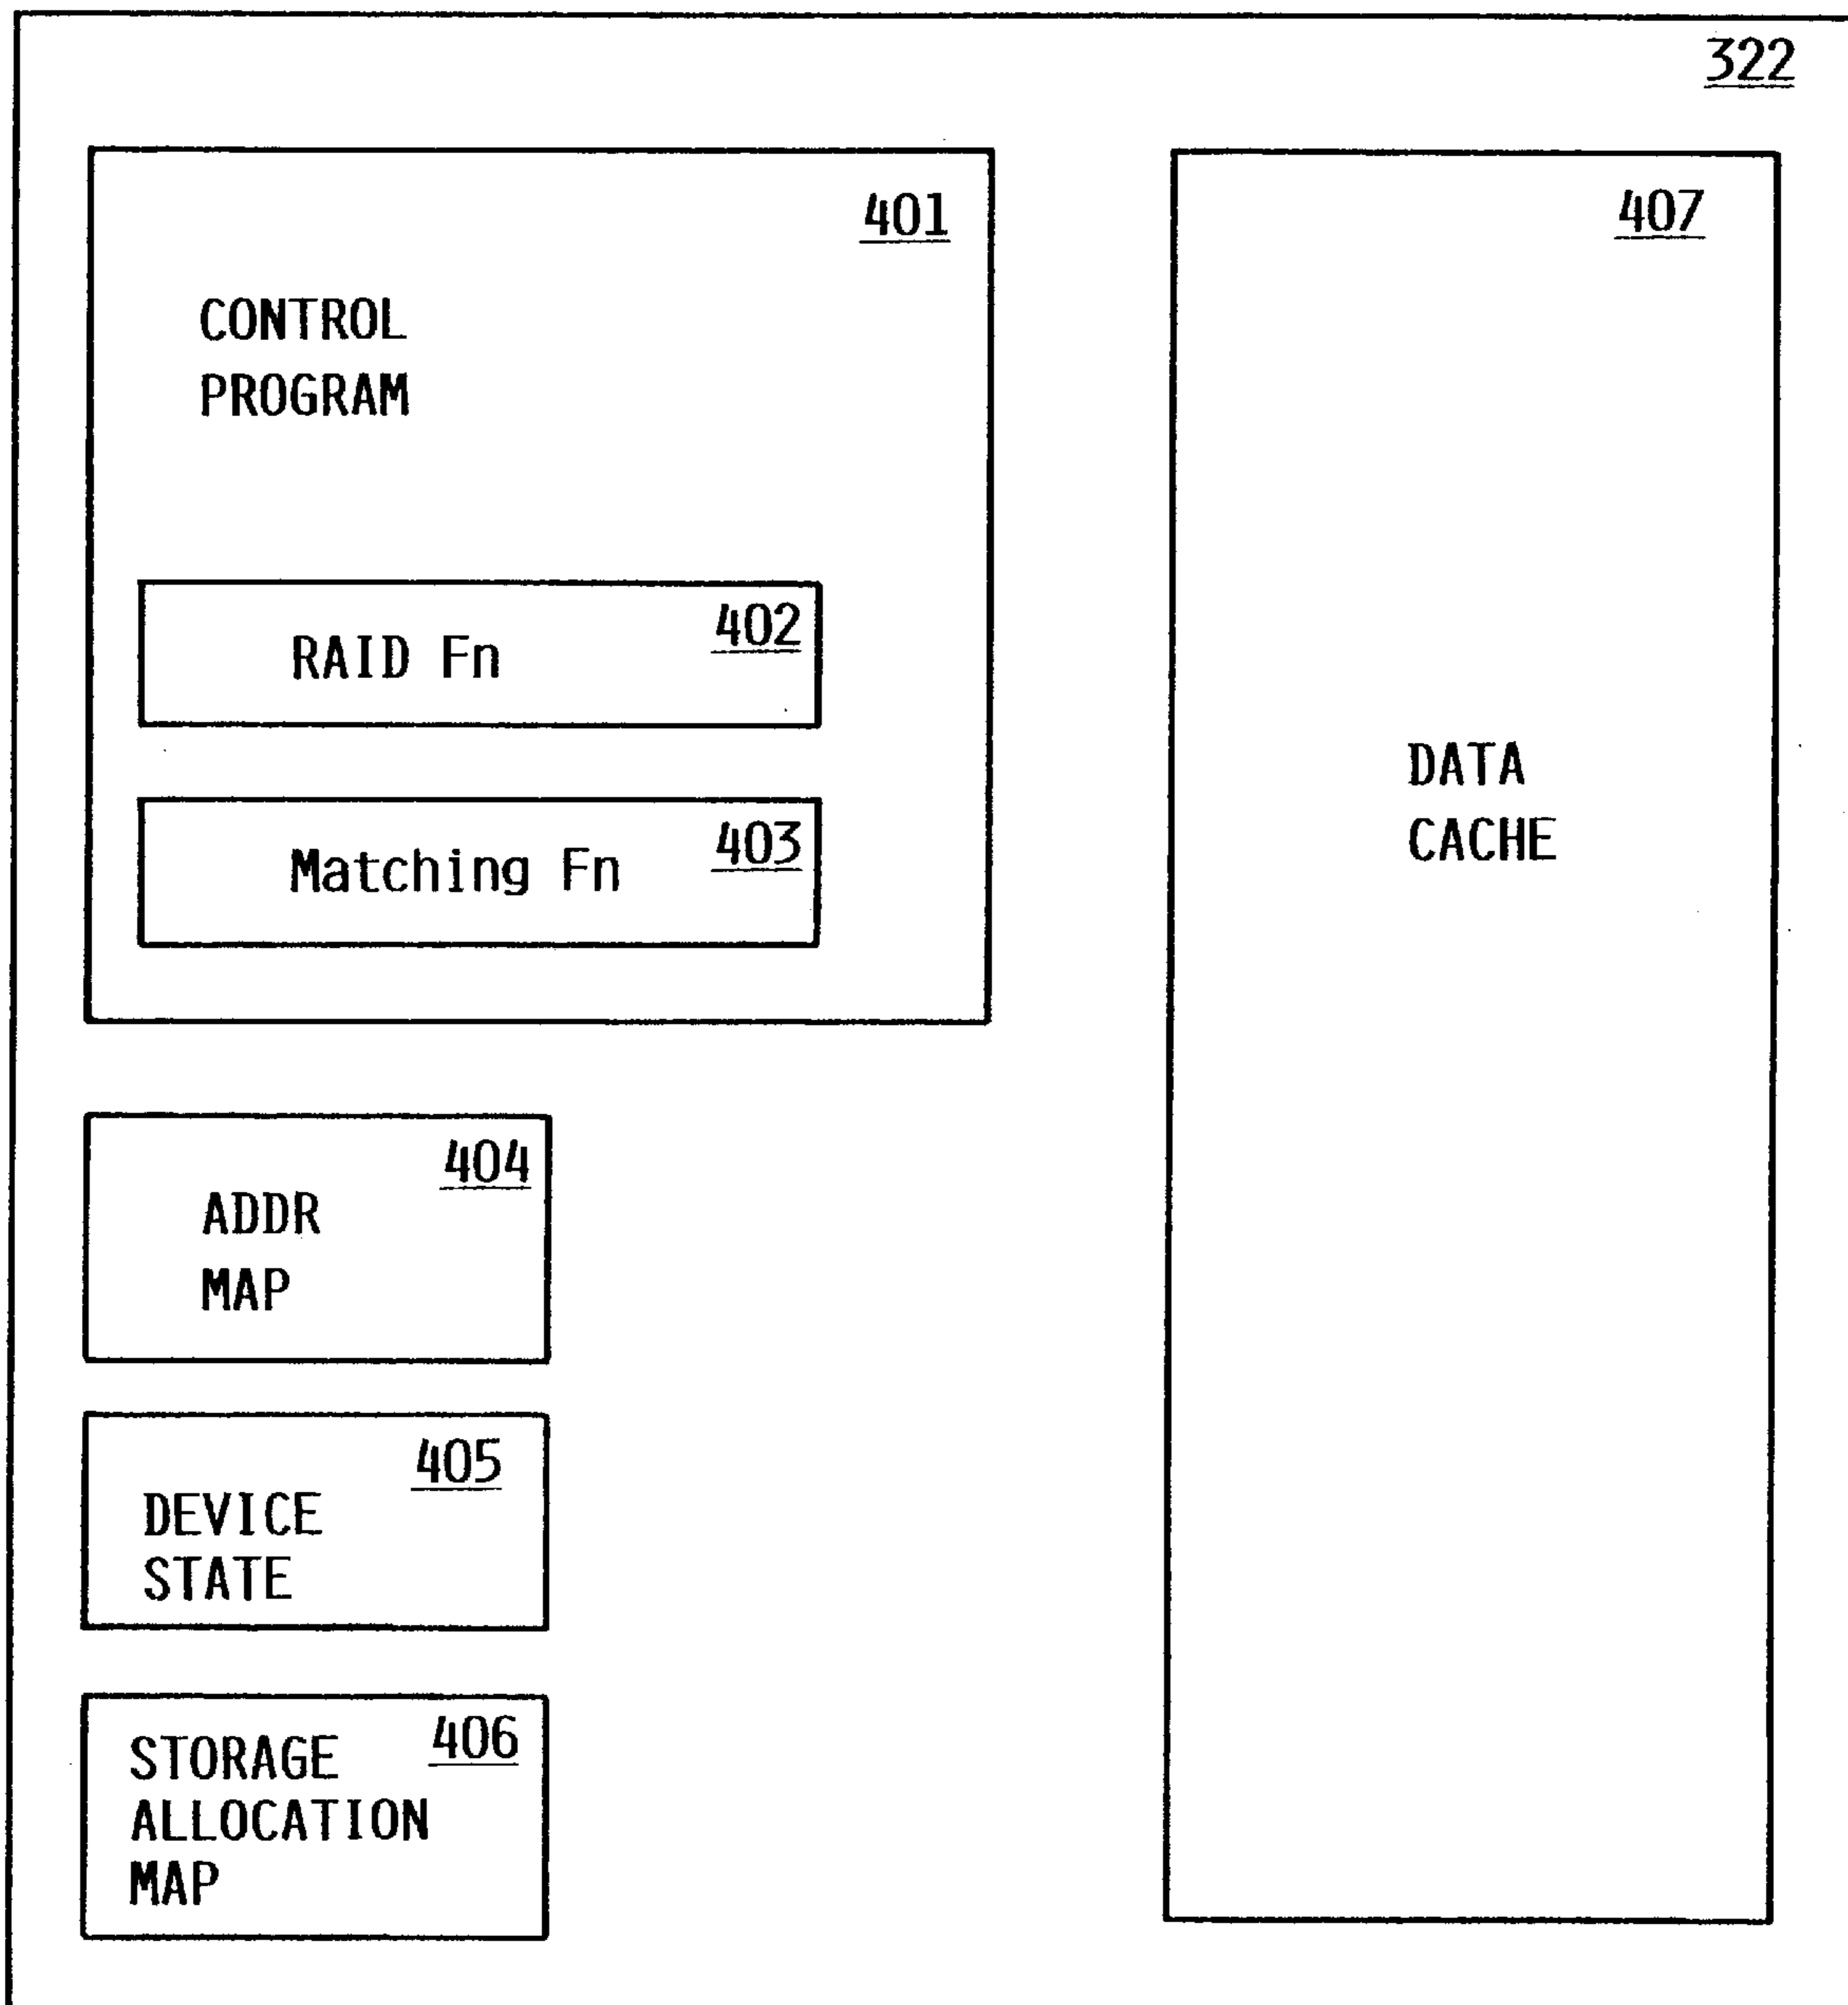 322
401
CONTROL
PROGRAM
402
RAID Fn
403
Matching Fn
404
ADDR
MAP
405
DEVICE
STATE
406
STORAGE
ALLOCATION
MAP
407
DATA
CACHE